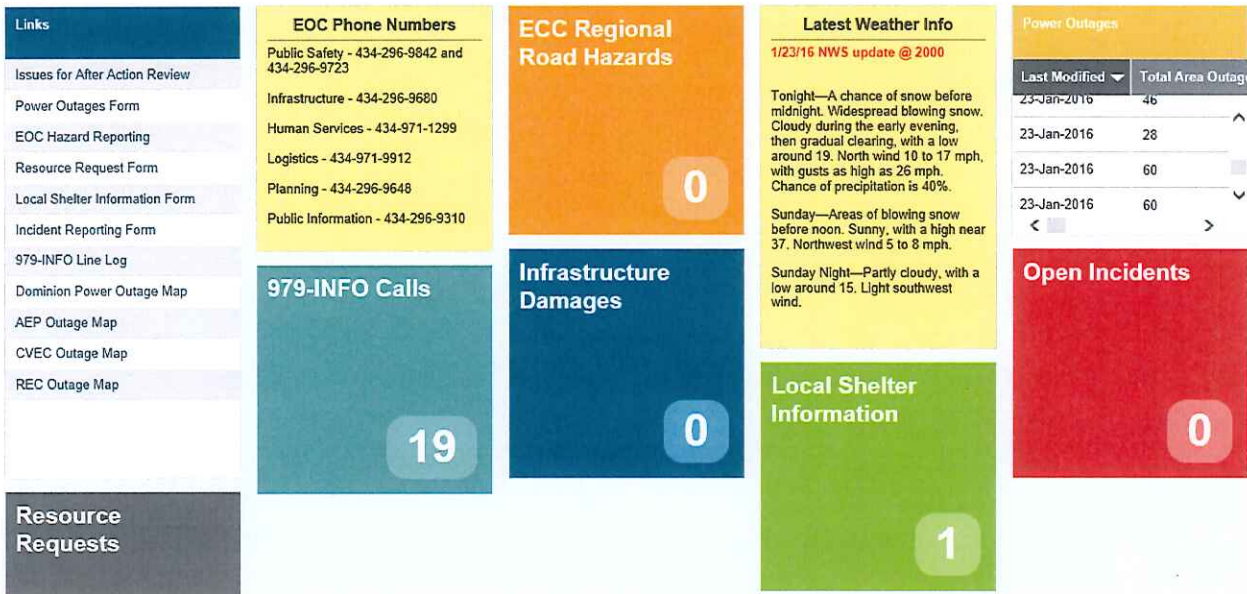 Links
Issues for After Action Review
Power Outages Form
EOC Hazard Reporting
Resource Request Form
Local Shelter Information Form
Incident Reporting Form
979-INFO Line Log
Dominion Power Outage Map
AEP Outage Map
CVEC Outage Map
REC Outage Map
Resource
Requests
EOC Phone Numbers
Public Safety - 434-296-9842 and
434-296-9723
Infrastructure - 434-296-9680
Human Services - 434-971-1299
Logistics - 434-971-9912
Planning - 434-296-9648
Public Information - 434-296-9310
979-INFO Calls
19
ECC Regional
Road Hazards
0
Infrastructure
Damages
0
Latest Weather Info
1/23/16 NWS update @ 2000
Tonight—A chance of snow before
midnight. Widespread blowing snow.
Cloudy during the early evening,
then gradual clearing, with a low
around 19. North wind 10 to 17 mph,
with gusts as high as 26 mph.
Chance of precipitation is 40%.
Sunday—Areas of blowing snow
before noon. Sunny, with a high near
37. Northwest wind 5 to 8 mph.
Sunday Night—Partly cloudy, with a
low around 15. Light southwest
wind.
Local Shelter
Information
1
Power Outages
Last Modified Total Area Outage
23-Jan-2016 46
23-Jan-2016 28
23-Jan-2016 60
23-Jan-2016 60
Open Incidents
0